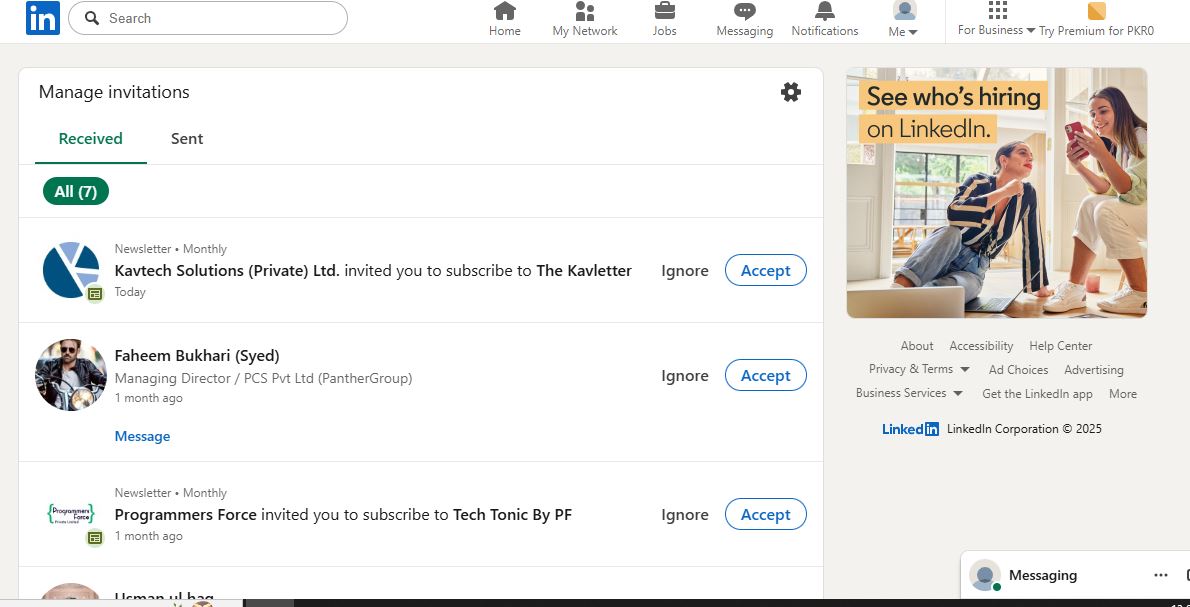 in
Search
Home
My Network
Jobs
Messaging
Notifications
Me
For Business
Try Premium for PKR0
Manage invitations
Received
Sent
All (7)
Newsletter • Monthly
Kavtech Solutions (Private) Ltd. invited you to subscribe to The Kavletter
Today
Ignore
Accept
Faheem Bukhari (Syed)
Managing Director / PCS Pvt Ltd (PantherGroup)
1 month ago
Message
Ignore
Accept
{Programmers
Force}
Private Limited
Newsletter • Monthly
Programmers Force invited you to subscribe to Tech Tonic By PF
1 month ago
Ignore
Accept
Usman ul haq
See who's hiring
on LinkedIn.
About Accessibility Help Center
Privacy & Terms Ad Choices Advertising
Business Services Get the LinkedIn app More
LinkedIn LinkedIn Corporation © 2025
Messaging